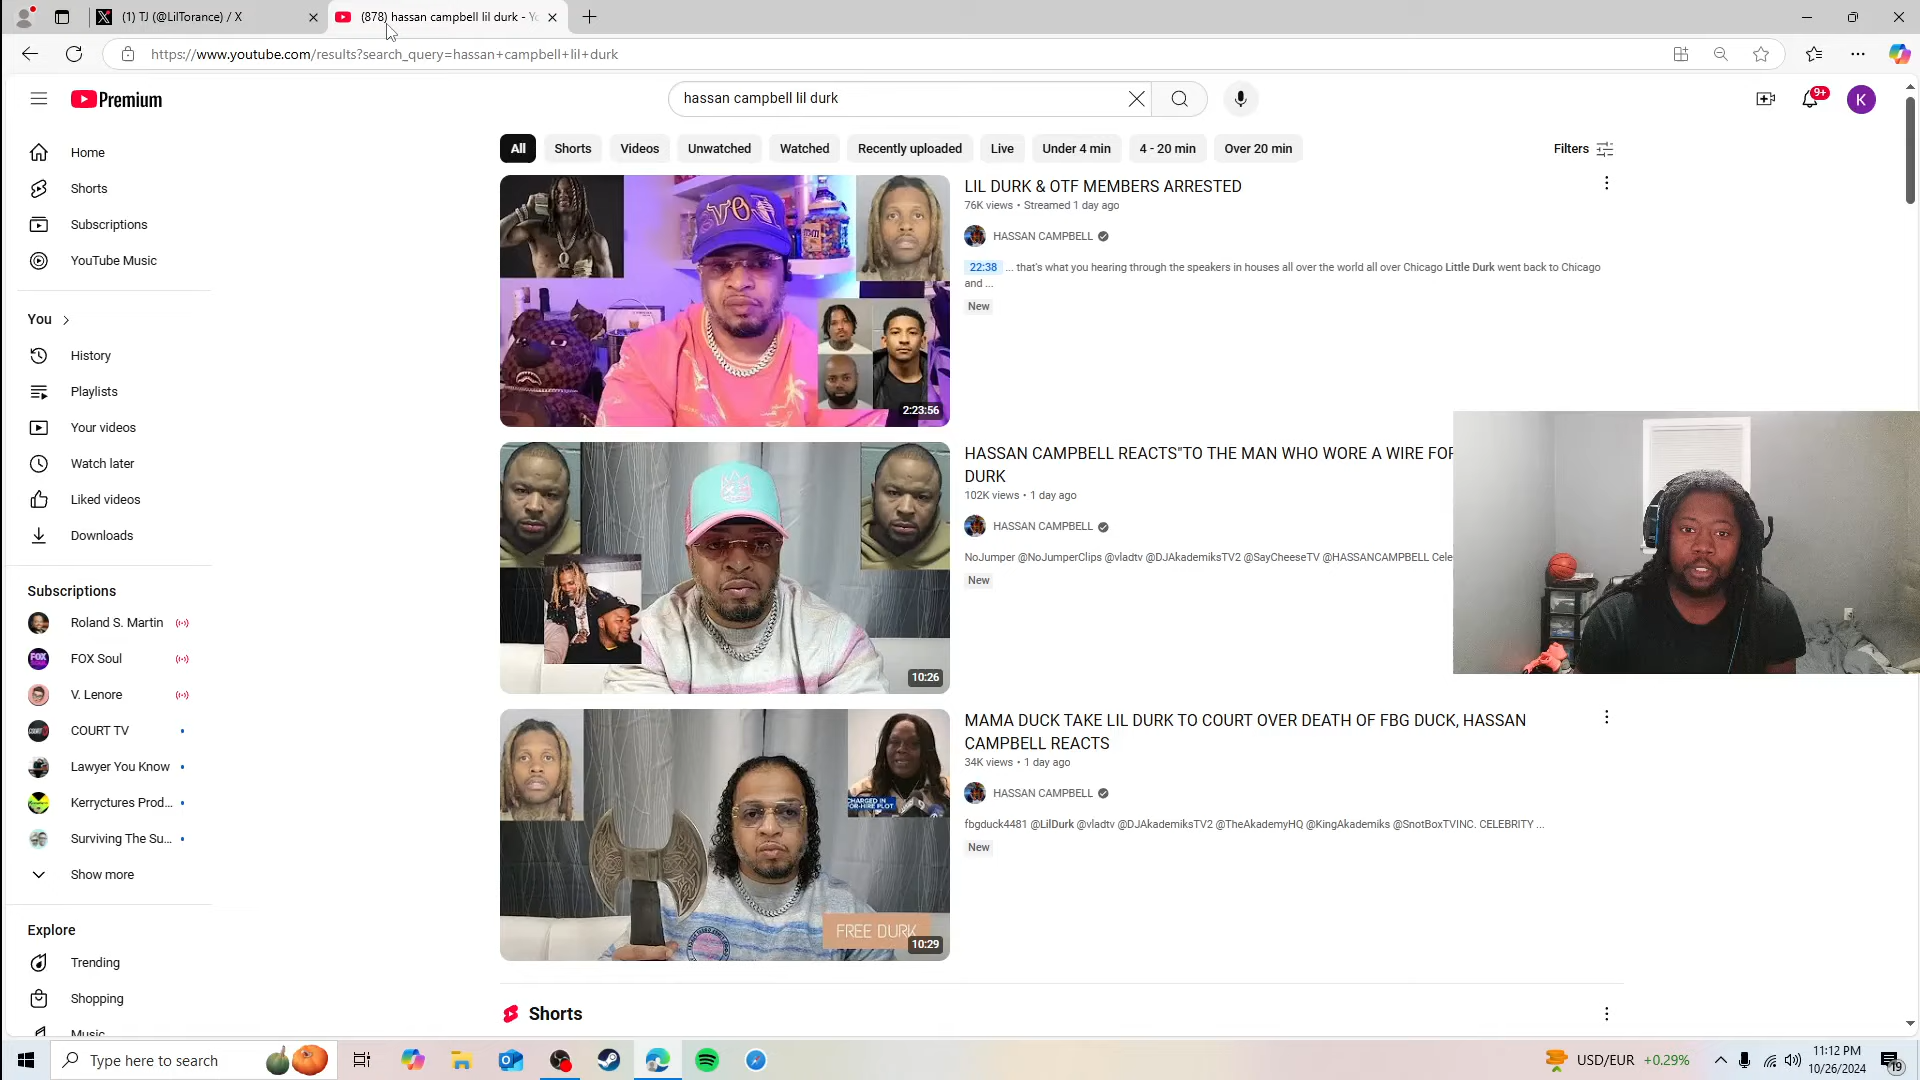 (1) TJ (@LilTorance) / X
(878) hassan campbell lil durk - Yo
https://www.youtube.com/results?search_query=hassan+campbell+lil+durk
Premium
hassan campbell lil durk
9+
K
All
Shorts
Videos
Unwatched
Watched
Recently uploaded
Live
Under 4 min
4 - 20 min
Over 20 min
Filters
Home
Shorts
Subscriptions
YouTube Music
You
History
Playlists
Your videos
Watch later
Liked videos
Downloads
Subscriptions
Roland S. Martin
FOX Soul
V. Lenore
COURT TV
Lawyer You Know
Kerryctures Prod...
Surviving The Su...
Show more
Explore
Trending
Shopping
Music
2:23:56
LIL DURK & OTF MEMBERS ARRESTED
76K views • Streamed 1 day ago
HASSAN CAMPBELL
22:38 ... that's what you hearing through the speakers in houses all over the world all over Chicago Little Durk went back to Chicago
and ...
New
10:26
HASSAN CAMPBELL REACTS"TO THE MAN WHO WORE A WIRE FOR
DURK
102K views • 1 day ago
HASSAN CAMPBELL
NoJumper @NoJumperClips @vladtv @DJAkademiksTV2 @SayCheeseTV @HASSANCAMPBELL Cele
New
CHARGED IN
FOR-HIRE PLOT
FREE DURK
10:29
MAMA DUCK TAKE LIL DURK TO COURT OVER DEATH OF FBG DUCK, HASSAN
CAMPBELL REACTS
34K views • 1 day ago
HASSAN CAMPBELL
fbgduck4481 @LilDurk @vladtv @DJAkademiksTV2 @TheAkademyHQ @KingAkademiks @SnotBoxTVINC. CELEBRITY ...
New
Shorts
Type here to search
USD/EUR +0.29%
11:12 PM
10/26/2024
19